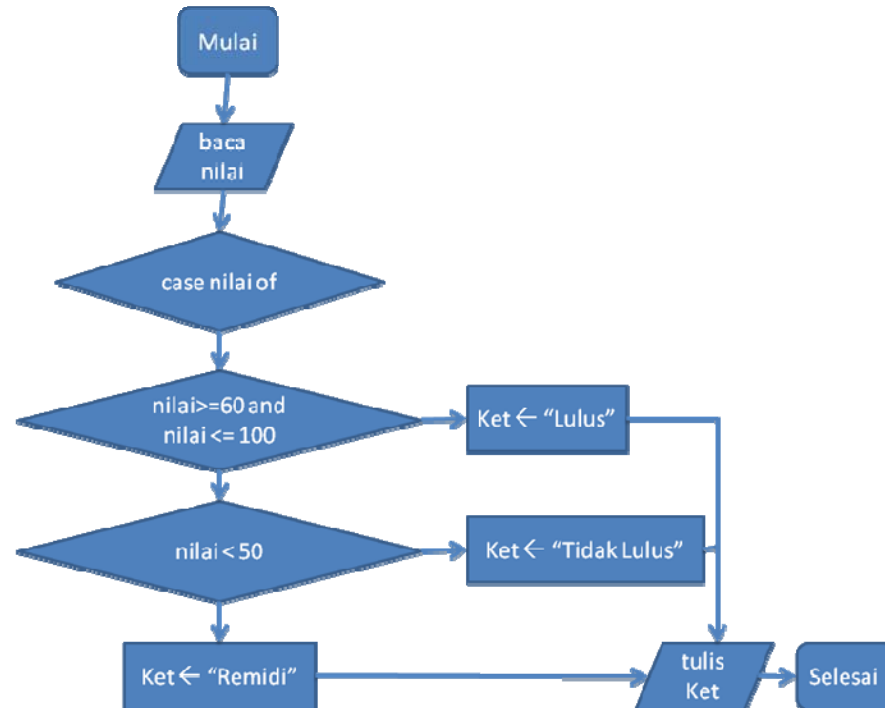 Mulai
baca
nilai
case nilai of
nilai>=60 and
nilai <= 100
Ket ← “Lulus”
nilai < 50
Ket ← “Tidak Lulus”
Ket ← “Remidi”
tulis
Ket
Selesai